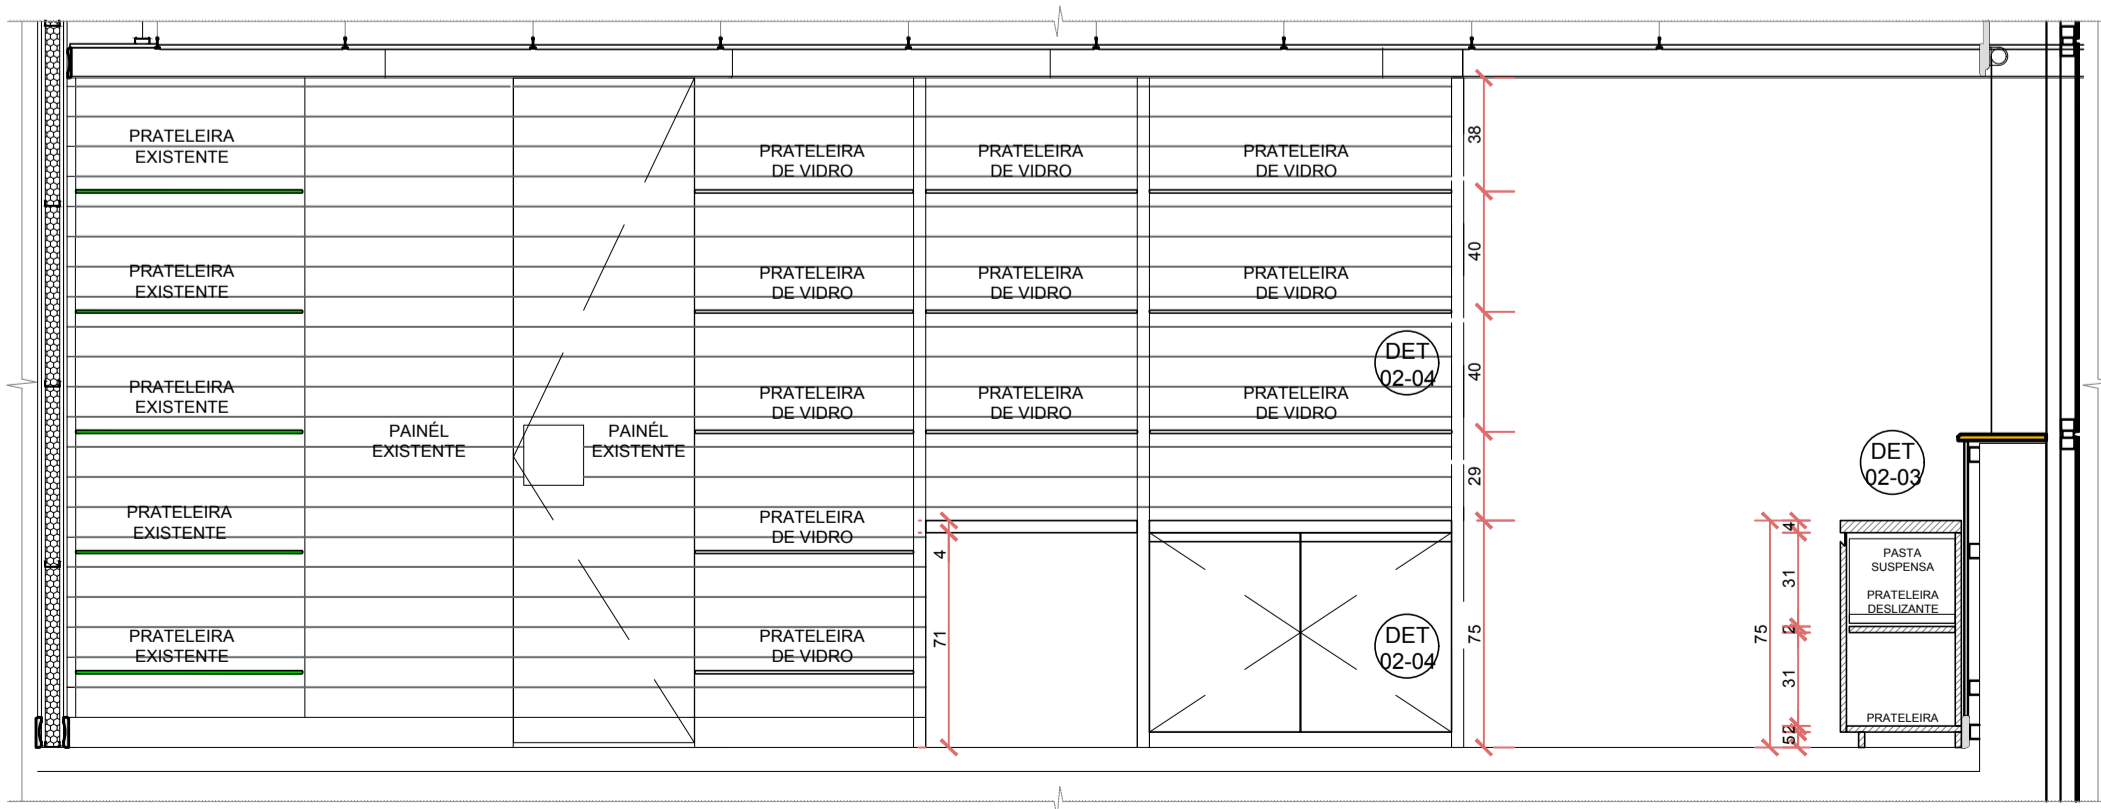 PRATELEIRA
EXISTENTE
PRATELEIRA
DE VIDRO
PRATELEIRA
DE VIDRO
PRATELEIRA
DE VIDRO
38
PRATELEIRA
EXISTENTE
PRATELEIRA
DE VIDRO
PRATELEIRA
DE VIDRO
PRATELEIRA
DE VIDRO
40
DET
02-04
PRATELEIRA
EXISTENTE
PRATELEIRA
DE VIDRO
PRATELEIRA
DE VIDRO
PRATELEIRA
DE VIDRO
40
PAINÉL
EXISTENTE
PAINÉL
EXISTENTE
29
DET
02-03
PRATELEIRA
EXISTENTE
PRATELEIRA
DE VIDRO
4
71
75
DET
02-04
PRATELEIRA
EXISTENTE
PRATELEIRA
DE VIDRO
75
4
31
2
31
2
5
PASTA
SUSPENSA
PRATELEIRA
DESLIZANTE
PRATELEIRA